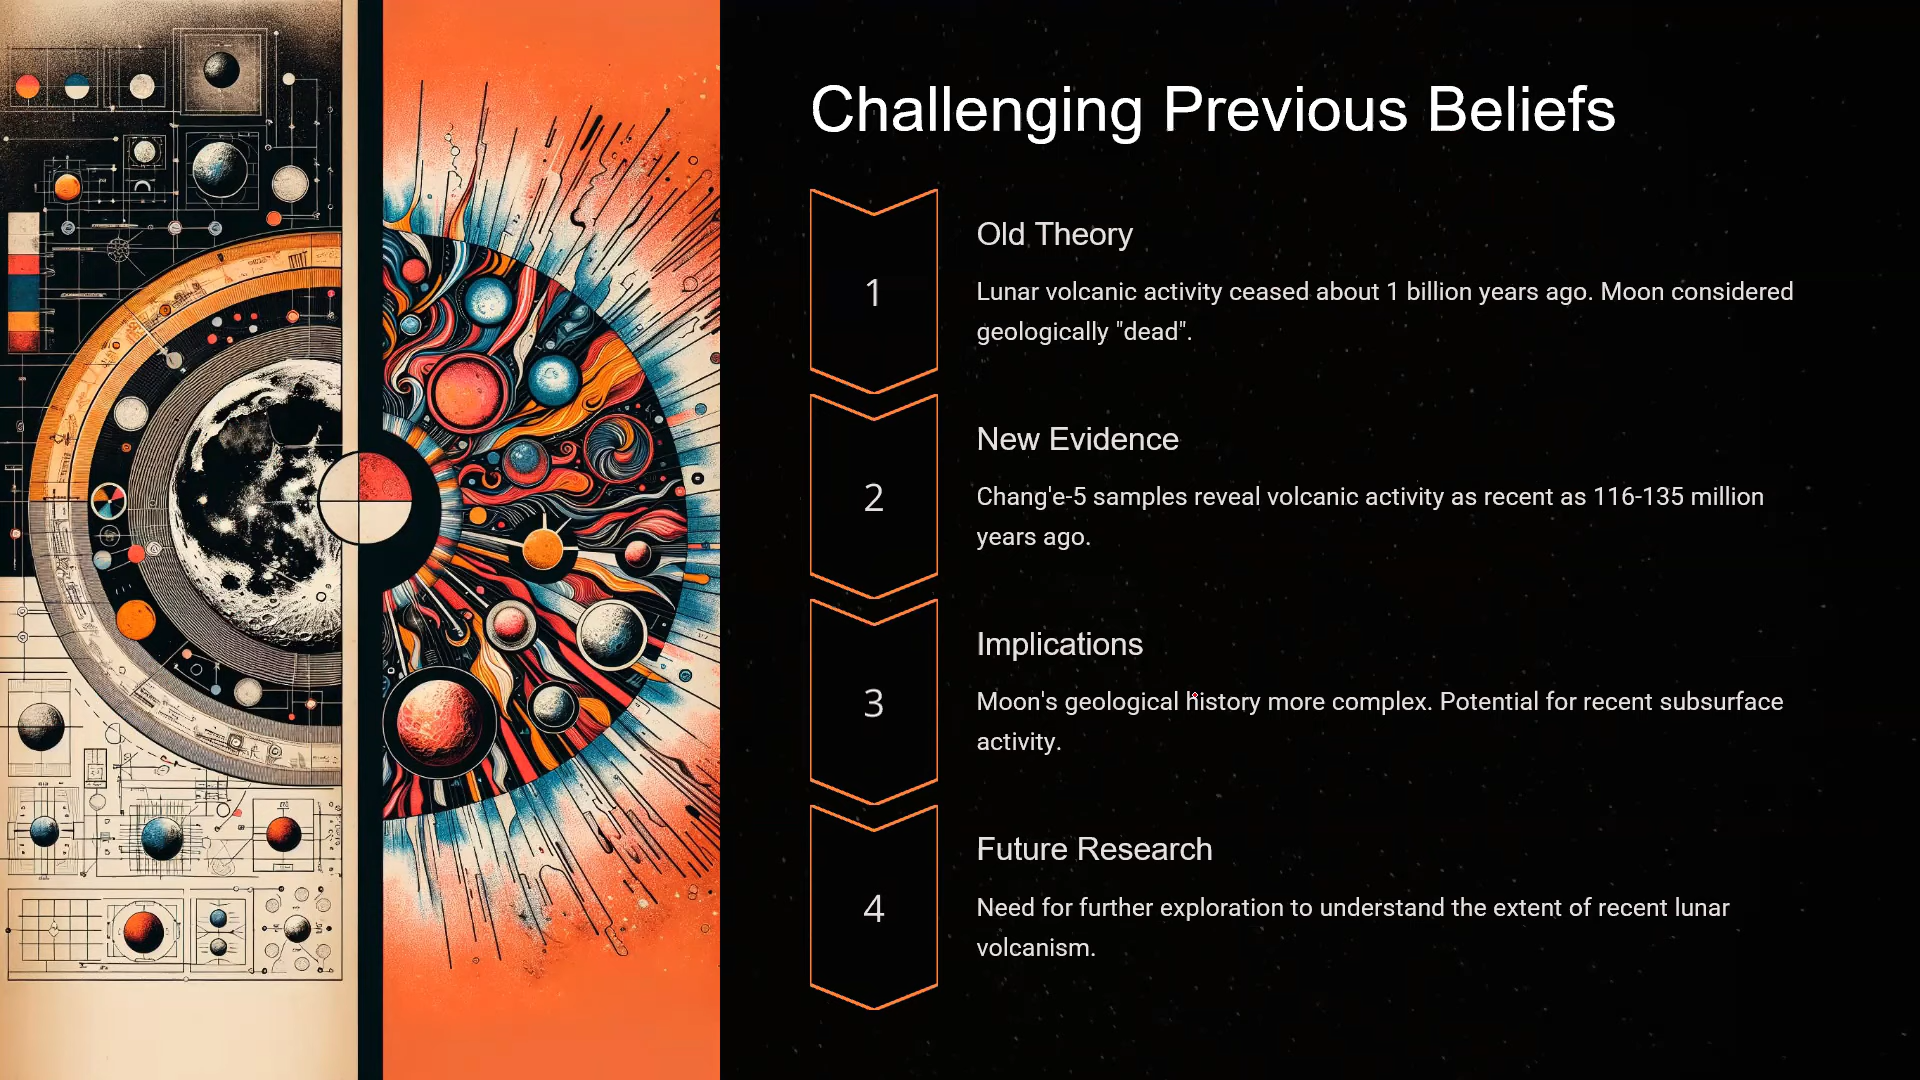 Challenging Previous Beliefs
1
Old Theory
Lunar volcanic activity ceased about 1 billion years ago. Moon considered
geologically "dead".
2
New Evidence
Chang'e-5 samples reveal volcanic activity as recent as 116-135 million
years ago.
3
Implications
Moon's geological history more complex. Potential for recent subsurface
activity.
4
Future Research
Need for further exploration to understand the extent of recent lunar
volcanism.